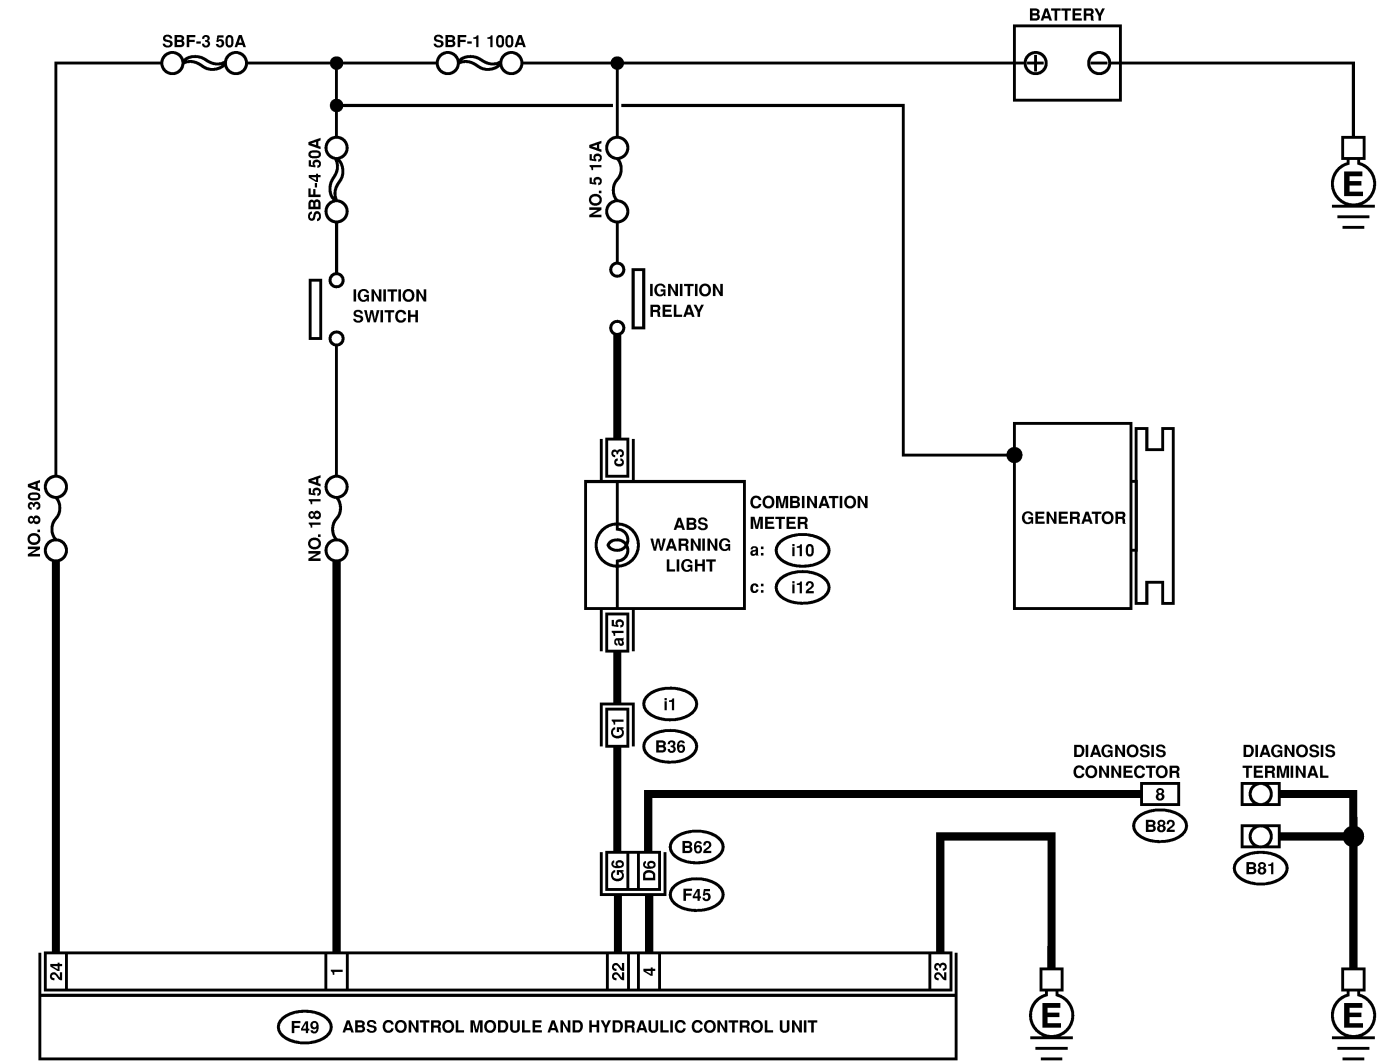 BATTERY
SBF-3 50A
SBF-1 100A
SBF-4 50A
NO. 5 15A
E
IGNITION
SWITCH
IGNITION
RELAY
c3
NO. 8 30A
NO. 18 15A
ABS
WARNING
LIGHT
COMBINATION
METER
a: i10
c: i12
GENERATOR
a15
i1
G1
B36
DIAGNOSIS
CONNECTOR
8
B82
DIAGNOSIS
TERMINAL
B81
B62
G6
D6
F45
24
1
22
4
23
E
E
F49 ABS CONTROL MODULE AND HYDRAULIC CONTROL UNIT